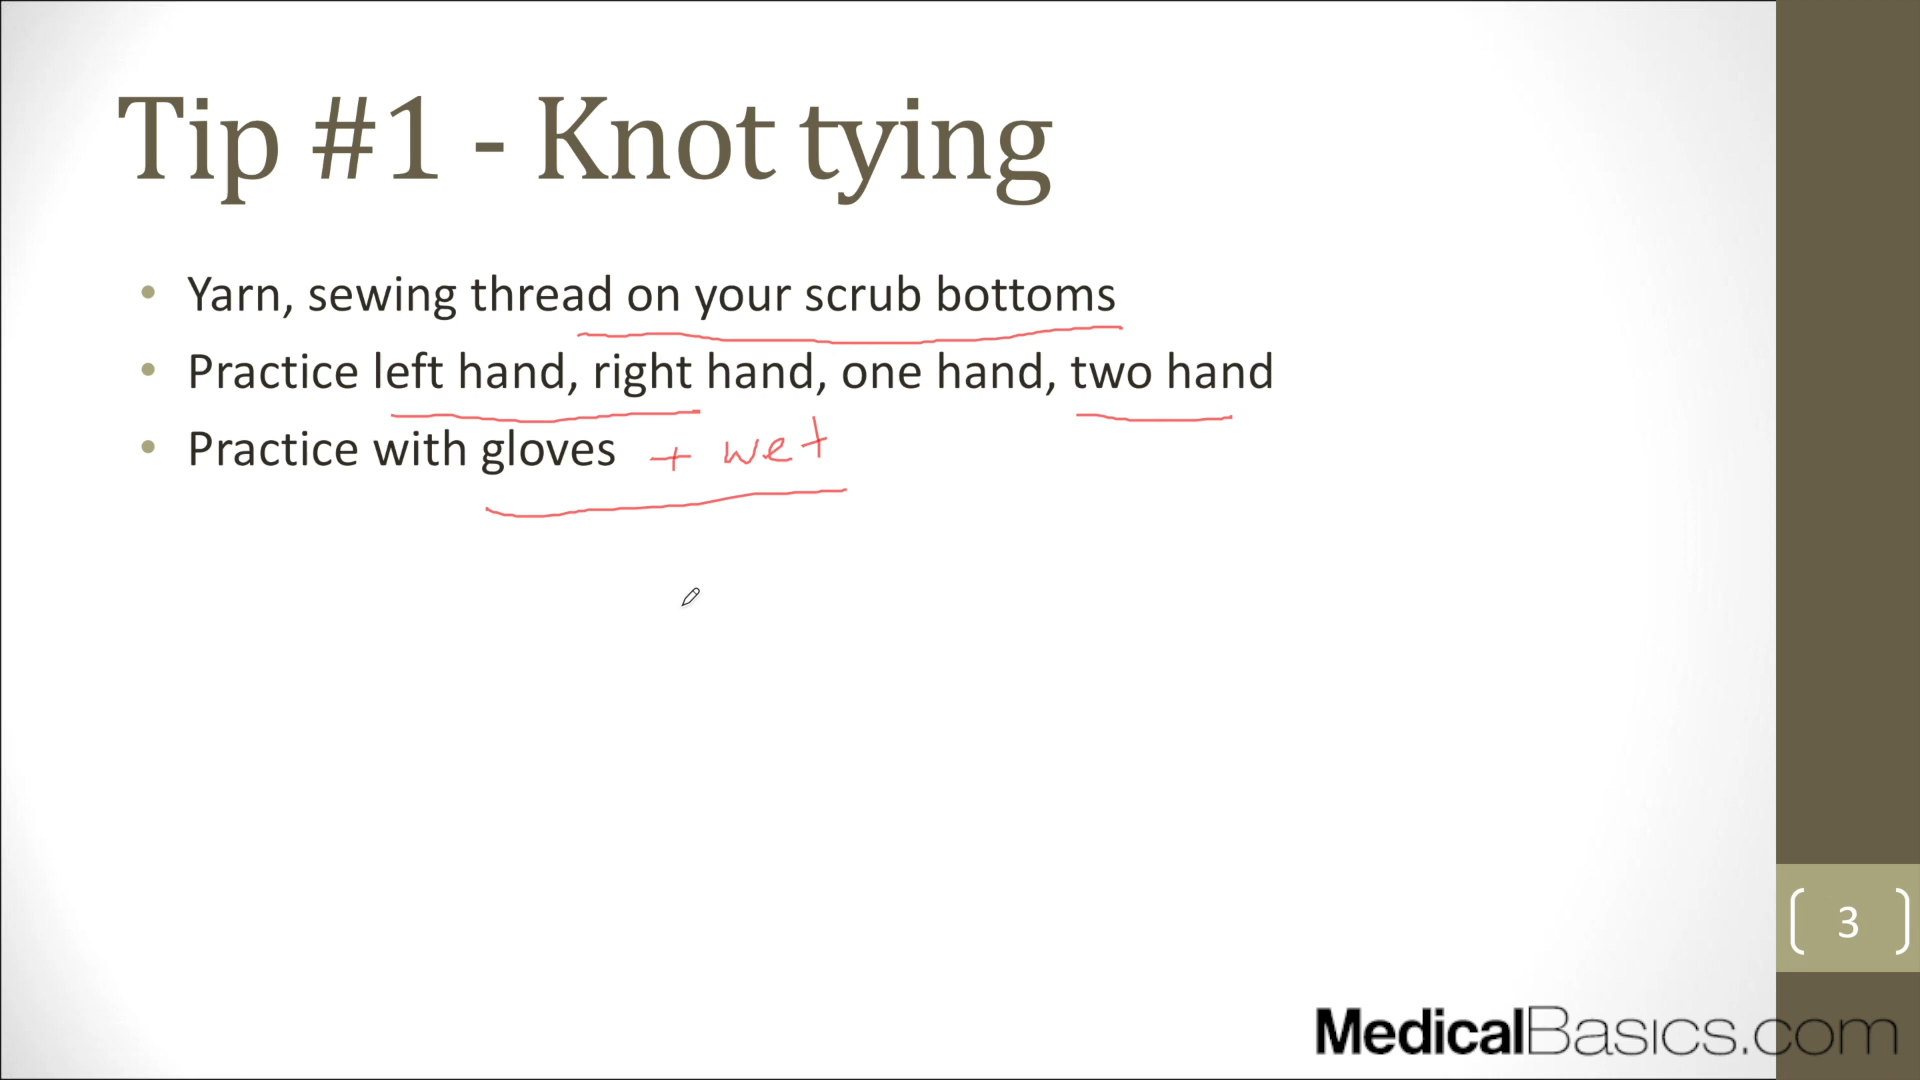 Tip #1 - Knot tying
• Yarn, sewing thread on your scrub bottoms
• Practice left hand, right hand, one hand, two hand
• Practice with gloves + wet
3
MedicalBasics.com